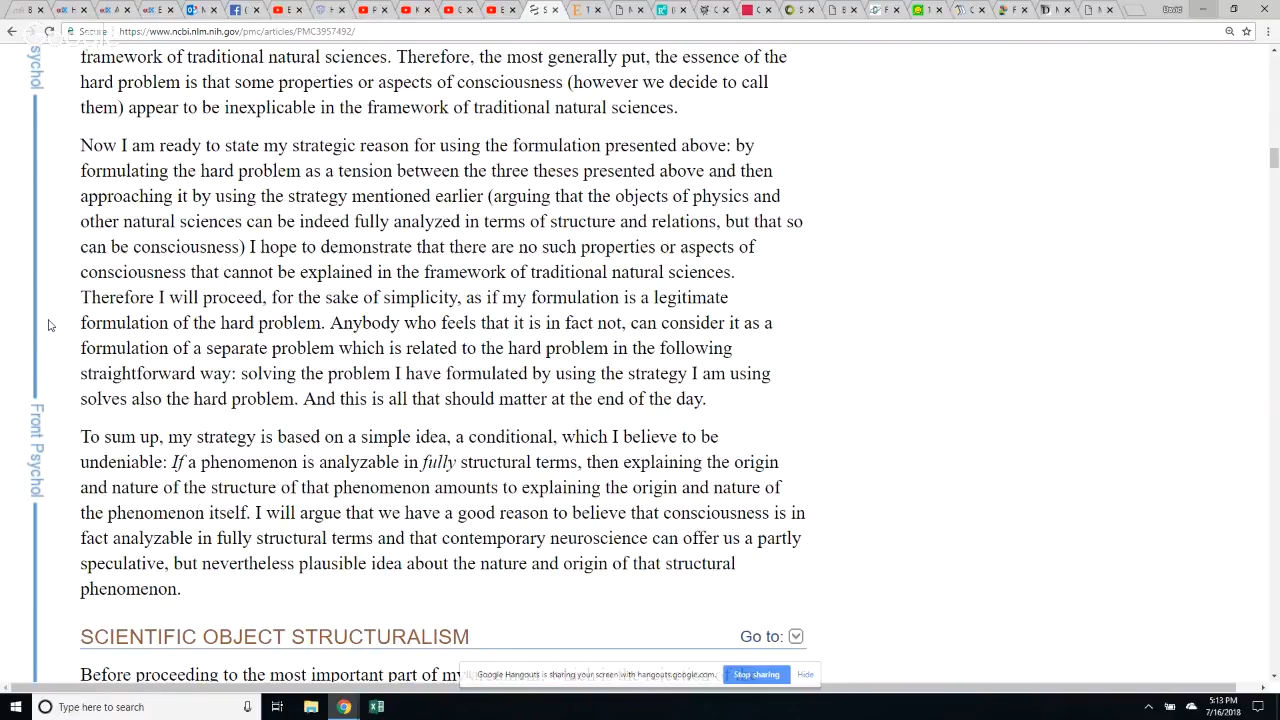 Secure https://www.ncbi.nlm.nih.gov/pmc/articles/PMC3957492/
framework of traditional natural sciences. Therefore, the most generally put, the essence of the
hard problem is that some properties or aspects of consciousness (however we decide to call
them) appear to be inexplicable in the framework of traditional natural sciences.
Now I am ready to state my strategic reason for using the formulation presented above: by
formulating the hard problem as a tension between the three theses presented above and then
approaching it by using the strategy mentioned earlier (arguing that the objects of physics and
other natural sciences can be indeed fully analyzed in terms of structure and relations, but that so
can be consciousness) I hope to demonstrate that there are no such properties or aspects of
consciousness that cannot be explained in the framework of traditional natural sciences.
Therefore I will proceed, for the sake of simplicity, as if my formulation is a legitimate
formulation of the hard problem. Anybody who feels that it is in fact not, can consider it as a
formulation of a separate problem which is related to the hard problem in the following
straightforward way: solving the problem I have formulated by using the strategy I am using
solves also the hard problem. And this is all that should matter at the end of the day.
To sum up, my strategy is based on a simple idea, a conditional, which I believe to be
undeniable: If a phenomenon is analyzable in fully structural terms, then explaining the origin
and nature of the structure of that phenomenon amounts to explaining the origin and nature of
the phenomenon itself. I will argue that we have a good reason to believe that consciousness is in
fact analyzable in fully structural terms and that contemporary neuroscience can offer us a partly
speculative, but nevertheless plausible idea about the nature and origin of that structural
phenomenon.
SCIENTIFIC OBJECT STRUCTURALISM
Go to:
Before proceeding to the most important part of my
Google Hangouts is sharing your screen with hangouts.google.com.
Stop sharing
Hide
sychol
Front Psychol
Type here to search
5:13 PM
7/16/2018